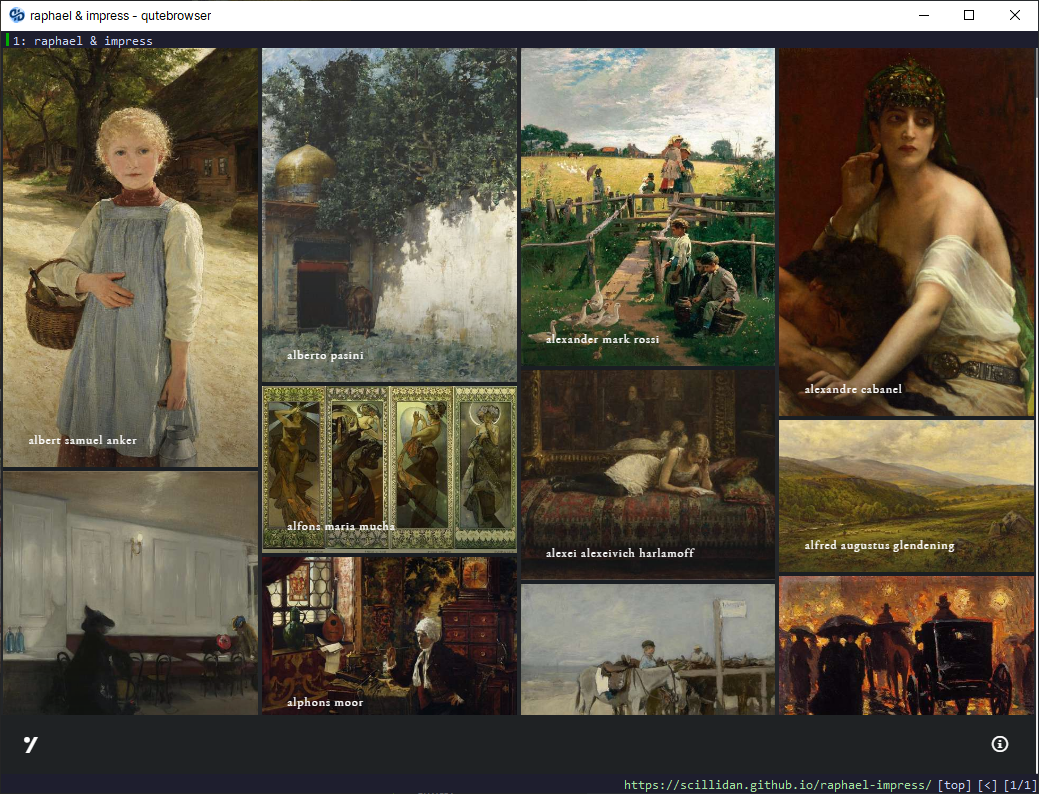 raphael & impress - qutebrowser
1: raphael & impress
albert samuel anker
alberto pasini
alfons maria mucha
alphons moor
alexander mark rossi
alexei alexeivich harlamoff
alexandre cabanel
alfred augustus glendening
https://scillidan.github.io/raphael-impress/ [top] [<] [1/1]